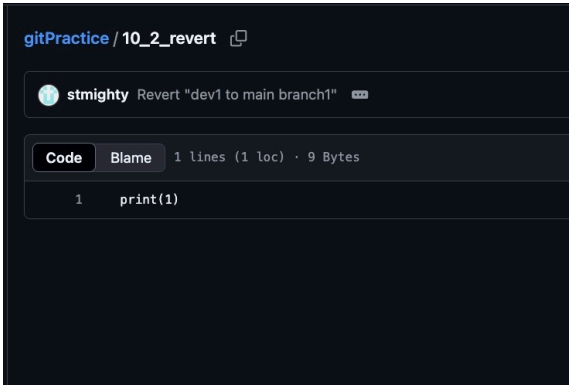 gitPractice / 10_2_revert
stmighty Revert "dev1 to main branch1"
Code Blame 1 lines (1 loc) · 9 Bytes
1 print(1)